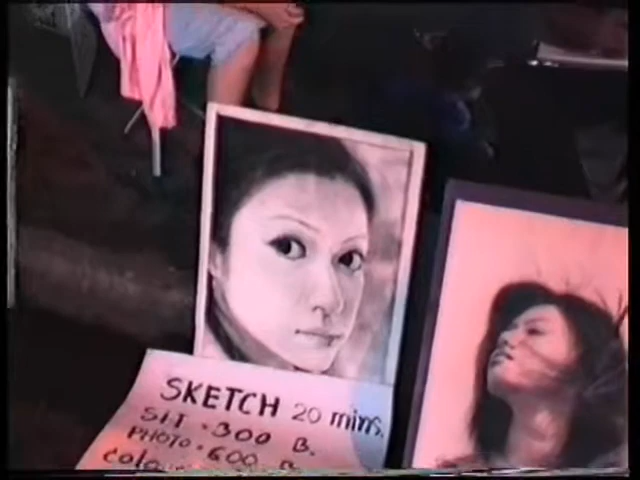 SKETCH 20 mins.
SIT = 300 B.
PHOTO = 600 B.